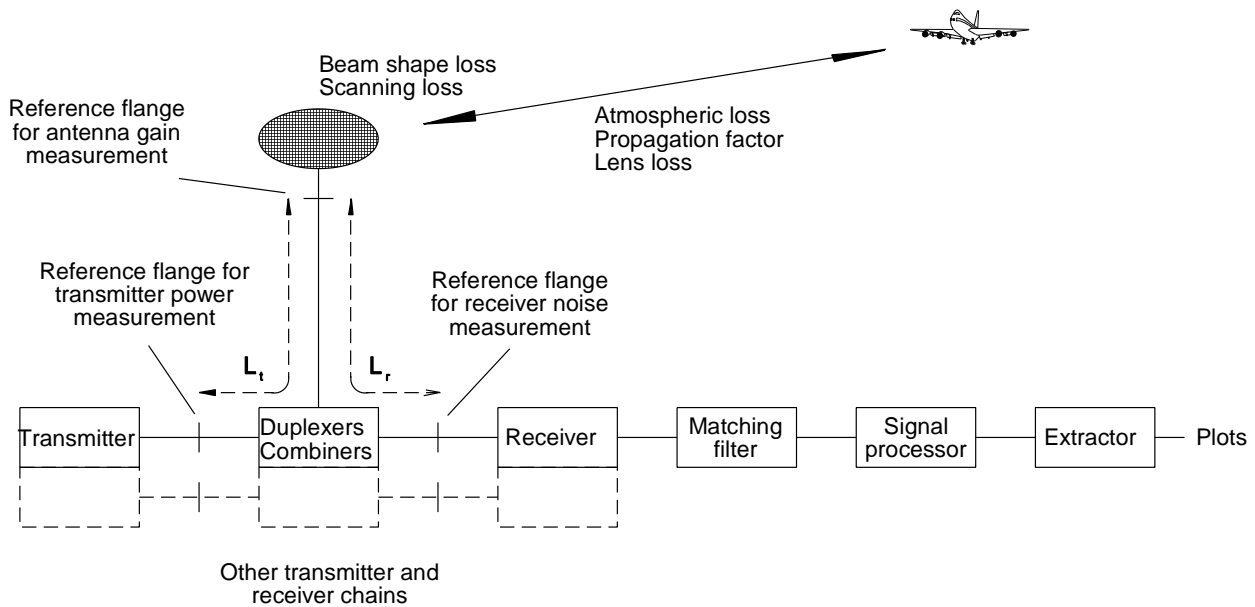 Beam shape loss
Scanning loss
Reference flange
for antenna gain
measurement
Atmospheric loss
Propagation factor
Lens loss
Reference flange for
transmitter power
measurement
Reference flange
for receiver noise
measurement
Lt
Lr
Transmitter
Duplexers
Combiners
Receiver
Matching
filter
Signal
processor
Extractor
Plots
Other transmitter and
receiver chains